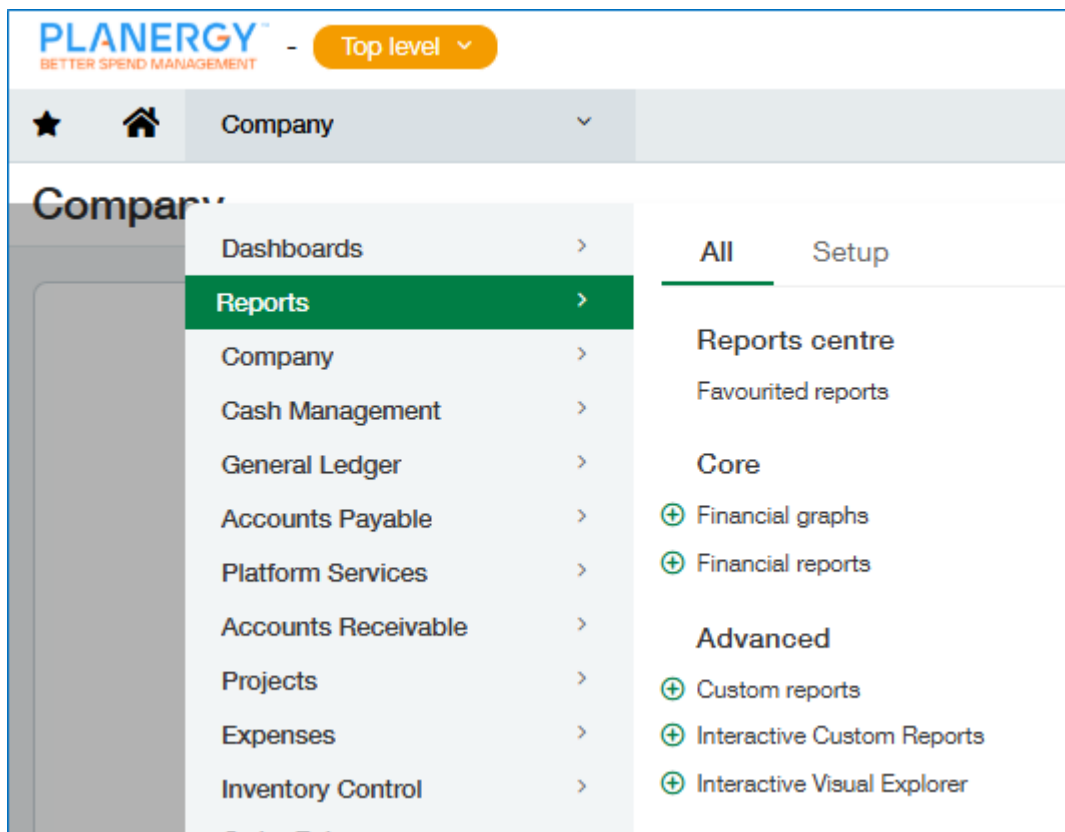 PLANERGY™ - Top level
BETTER SPEND MANAGEMENT
Company
Company
Dashboards
Reports
Company
Cash Management
General Ledger
Accounts Payable
Platform Services
Accounts Receivable
Projects
Expenses
Inventory Control
All Setup
Reports centre
Favourited reports
Core
Financial graphs
Financial reports
Advanced
Custom reports
Interactive Custom Reports
Interactive Visual Explorer